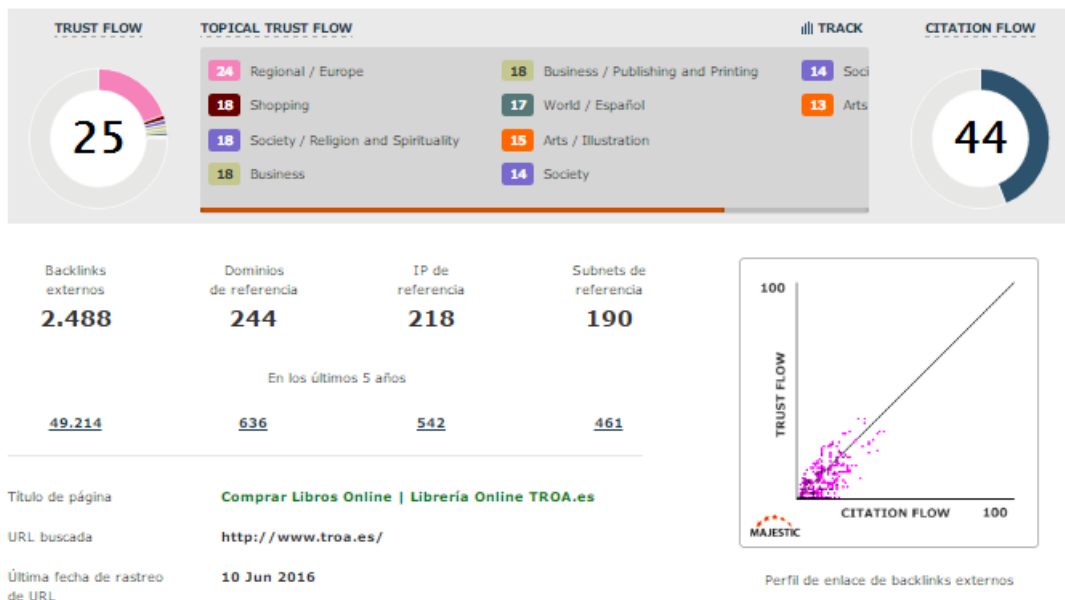 TRUST FLOW
TOPICAL TRUST FLOW
TRACK
CITATION FLOW
25
24 Regional / Europe
18 Shopping
18 Society / Religion and Spirituality
18 Business
18 Business / Publishing and Printing
17 World / Español
15 Arts / Illustration
14 Society
14 Soci
13 Arts
44
Backlinks
externos
2.488
Dominios
de referencia
244
IP de
referencia
218
Subnets de
referencia
190
En los últimos 5 años
49.214
636
542
461
Título de página
Comprar Libros Online | Librería Online TROA.es
URL buscada
http://www.troa.es/
Última fecha de rastreo
de URL
10 Jun 2016
100
TRUST FLOW
CITATION FLOW
100
MAJESTIC
Perfil de enlace de backlinks externos